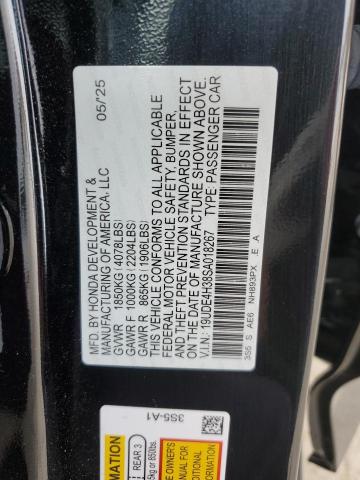 MFD. BY HONDA DEVELOPMENT & 05/'25
MANUFACTURING OF AMERICA, LLC
GVWR 1850KG (4078LBS)
GAWR F 1000KG (2204LBS)
GAWR R 865KG (1906LBS)
THIS VEHICLE CONFORMS TO ALL APPLICABLE
FEDERAL MOTOR VEHICLE SAFETY, BUMPER,
AND THEFT PREVENTION STANDARDS IN EFFECT
ON THE DATE OF MANUFACTURE SHOWN ABOVE.
V.I.N.: 19UDE4H38SA018267 TYPE: PASSENGER CAR
3S5 S AE6 NH893PX E A
3S5-A1
REAR 3